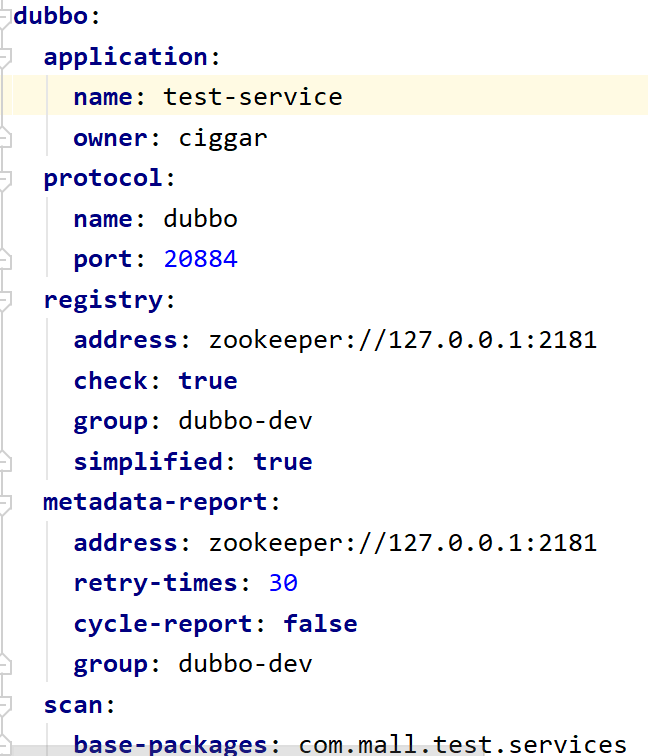 dubbo:
  application:
    name: test-service
    owner: ciggar
  protocol:
    name: dubbo
    port: 20884
  registry:
    address: zookeeper://127.0.0.1:2181
    check: true
    group: dubbo-dev
    simplified: true
  metadata-report:
    address: zookeeper://127.0.0.1:2181
    retry-times: 30
    cycle-report: false
    group: dubbo-dev
  scan:
    base-packages: com.mall.test.services